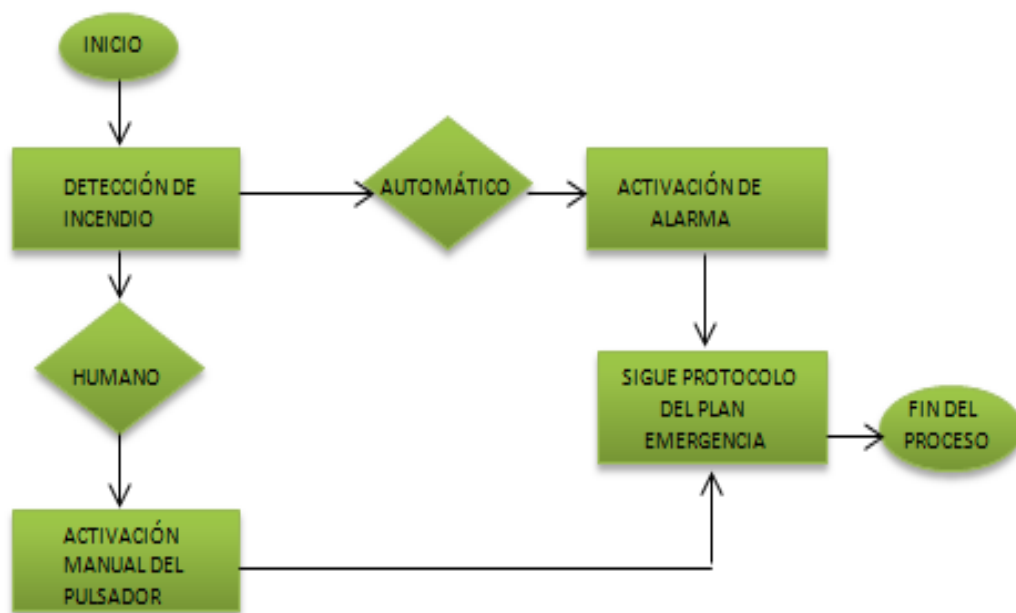 INICIO
DETECCIÓN DE
INCENDIO
AUTOMÁTICO
ACTIVACIÓN DE
ALARMA
HUMANO
SIGUE PROTOCOLO
DEL PLAN
EMERGENCIA
FIN DEL
PROCESO
ACTIVACIÓN
MANUAL DEL
PULSADOR